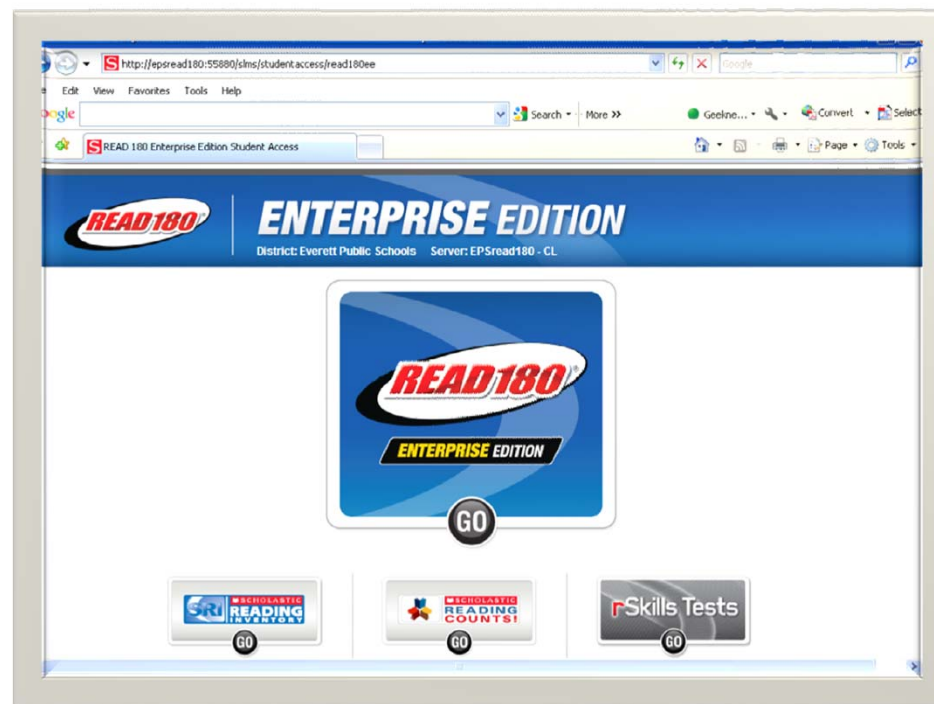 http://epsread180:55880/slms/studentaccess/read180ee
Google
Edit View Favorites Tools Help
ogle Search More >> Geekne... Convert Select
READ 180 Enterprise Edition Student Access Page Tools
READ 180 ENTERPRISE EDITION
District: Everett Public Schools Server: EPSread180 - CL
READ 180
ENTERPRISE EDITION
GO
SRI SCHOLASTIC READING INVENTORY
GO
SCHOLASTIC READING COUNTS!
GO
rSkills Tests
GO